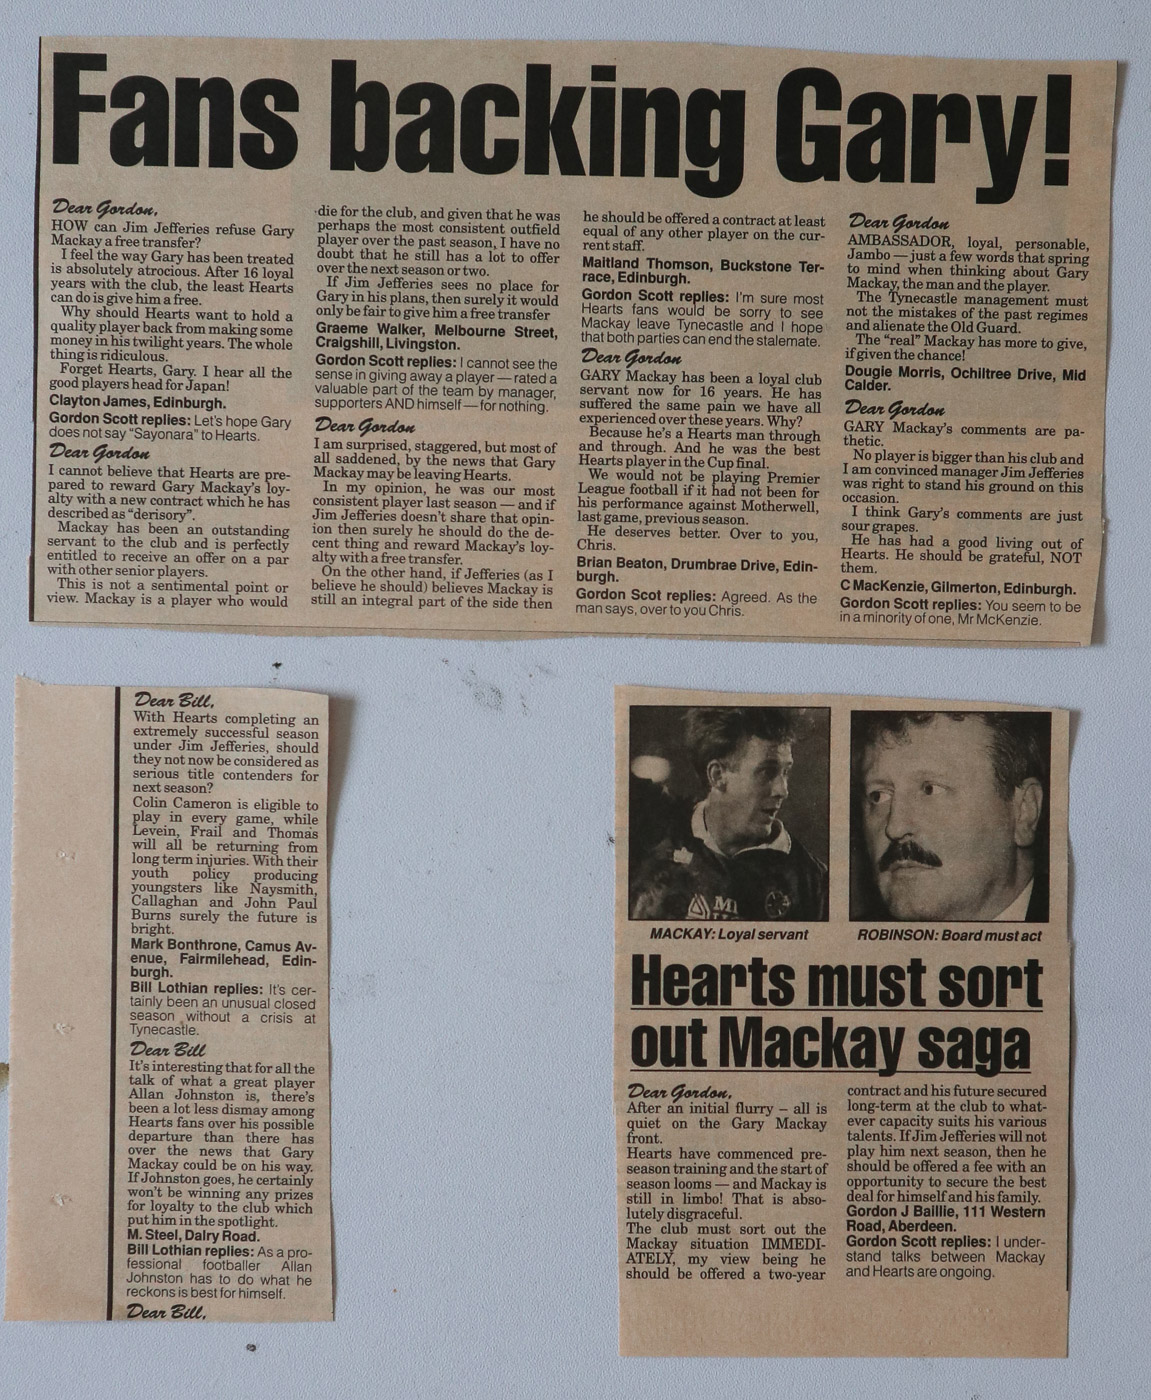 Fans backing Gary!
Dear Gordon,
HOW can Jim Jefferies refuse Gary
Mackay a free transfer?
I feel the way Gary has been treated
is absolutely atrocious. After 16 loyal
years with the club, the least Hearts
can do is give him a free.
Why should Hearts want to hold a
quality player back from making some
money in his twilight years. The whole
thing is ridiculous.
Forget Hearts, Gary. I hear all the
good players head for Japan!
Clayton James, Edinburgh.
Gordon Scott replies: Let's hope Gary
does not say "Sayonara" to Hearts.
Dear Gordon
I cannot believe that Hearts are pre-
pared to reward Gary Mackay's loy-
alty with a new contract which he has
described as "derisory".
Mackay has been an outstanding
servant to the club and is perfectly
entitled to receive an offer on a par
with other senior players.
This is not a sentimental point or
view. Mackay is a player who would
die for the club, and given that he was
perhaps the most consistent outfield
player over the past season, I have no
doubt that he still has a lot to offer
over the next season or two.
If Jim Jefferies sees no place for
Gary in his plans, then surely it would
only be fair to give him a free transfer
Graeme Walker, Melbourne Street,
Craigshill, Livingston.
Gordon Scott replies: I cannot see the
sense in giving away a player — rated a
valuable part of the team by manager,
supporters AND himself — for nothing.
Dear Gordon
I am surprised, staggered, but most of
all saddened, by the news that Gary
Mackay may be leaving Hearts.
In my opinion, he was our most
consistent player last season — and if
Jim Jefferies doesn't share that opin-
ion then surely he should do the de-
cent thing and reward Mackay's loy-
alty with a free transfer.
On the other hand, if Jefferies (as I
believe he should) believes Mackay is
still an integral part of the side then
he should be offered a contract at least
equal of any other player on the cur-
rent staff.
Maitland Thomson, Buckstone Ter-
race, Edinburgh.
Gordon Scott replies: I'm sure most
Hearts fans would be sorry to see
Mackay leave Tynecastle and I hope
that both parties can end the stalemate.
Dear Gordon
GARY Mackay has been a loyal club
servant now for 16 years. He has
suffered the same pain we have all
experienced over these years. Why?
Because he's a Hearts man through
and through. And he was the best
Hearts player in the Cup final.
We would not be playing Premier
League football if it had not been for
his performance against Motherwell,
last game, previous season.
He deserves better. Over to you,
Chris.
Brian Beaton, Drumbrae Drive, Edin-
burgh.
Gordon Scot replies: Agreed. As the
man says, over to you Chris.
Dear Gordon
AMBASSADOR, loyal, personable,
Jambo — just a few words that spring
to mind when thinking about Gary
Mackay, the man and the player.
The Tynecastle management must
not the mistakes of the past regimes
and alienate the Old Guard.
The "real" Mackay has more to give,
if given the chance!
Dougie Morris, Ochiltree Drive, Mid
Calder.
Dear Gordon
GARY Mackay's comments are pa-
thetic.
No player is bigger than his club and
I am convinced manager Jim Jefferies
was right to stand his ground on this
occasion.
I think Gary's comments are just
sour grapes.
He has had a good living out of
Hearts. He should be grateful, NOT
them.
C MacKenzie, Gilmerton, Edinburgh.
Gordon Scott replies: You seem to be
in a minority of one, Mr McKenzie.
Dear Bill,
With Hearts completing an
extremely successful season
under Jim Jefferies, should
they not now be considered as
serious title contenders for
next season?
Colin Cameron is eligible to
play in every game, while
Levein, Frail and Thomas
will all be returning from
long term injuries. With their
youth policy producing
youngsters like Naysmith,
Callaghan and John Paul
Burns surely the future is
bright.
Mark Bonthrone, Camus Av-
enue, Fairmilehead, Edin-
burgh.
Bill Lothian replies: It's cer-
tainly been an unusual closed
season without a crisis at
Tynecastle.
Dear Bill
It's interesting that for all the
talk of what a great player
Allan Johnston is, there's
been a lot less dismay among
Hearts fans over his possible
departure than there has
over the news that Gary
Mackay could be on his way.
If Johnston goes, he certainly
won't be winning any prizes
for loyalty to the club which
put him in the spotlight.
M. Steel, Dalry Road.
Bill Lothian replies: As a pro-
fessional footballer Allan
Johnston has to do what he
reckons is best for himself.
Dear Bill,
MACKAY: Loyal servant
ROBINSON: Board must act
Hearts must sort
out Mackay saga
Dear Gordon,
After an initial flurry – all is
quiet on the Gary Mackay
front.
Hearts have commenced pre-
season training and the start of
season looms — and Mackay is
still in limbo! That is abso-
lutely disgraceful.
The club must sort out the
Mackay situation IMMEDI-
ATELY, my view being he
should be offered a two-year
contract and his future secured
long-term at the club to what-
ever capacity suits his various
talents. If Jim Jefferies will not
play him next season, then he
should be offered a fee with an
opportunity to secure the best
deal for himself and his family.
Gordon J Baillie, 111 Western
Road, Aberdeen.
Gordon Scott replies: I under-
stand talks between Mackay
and Hearts are ongoing.